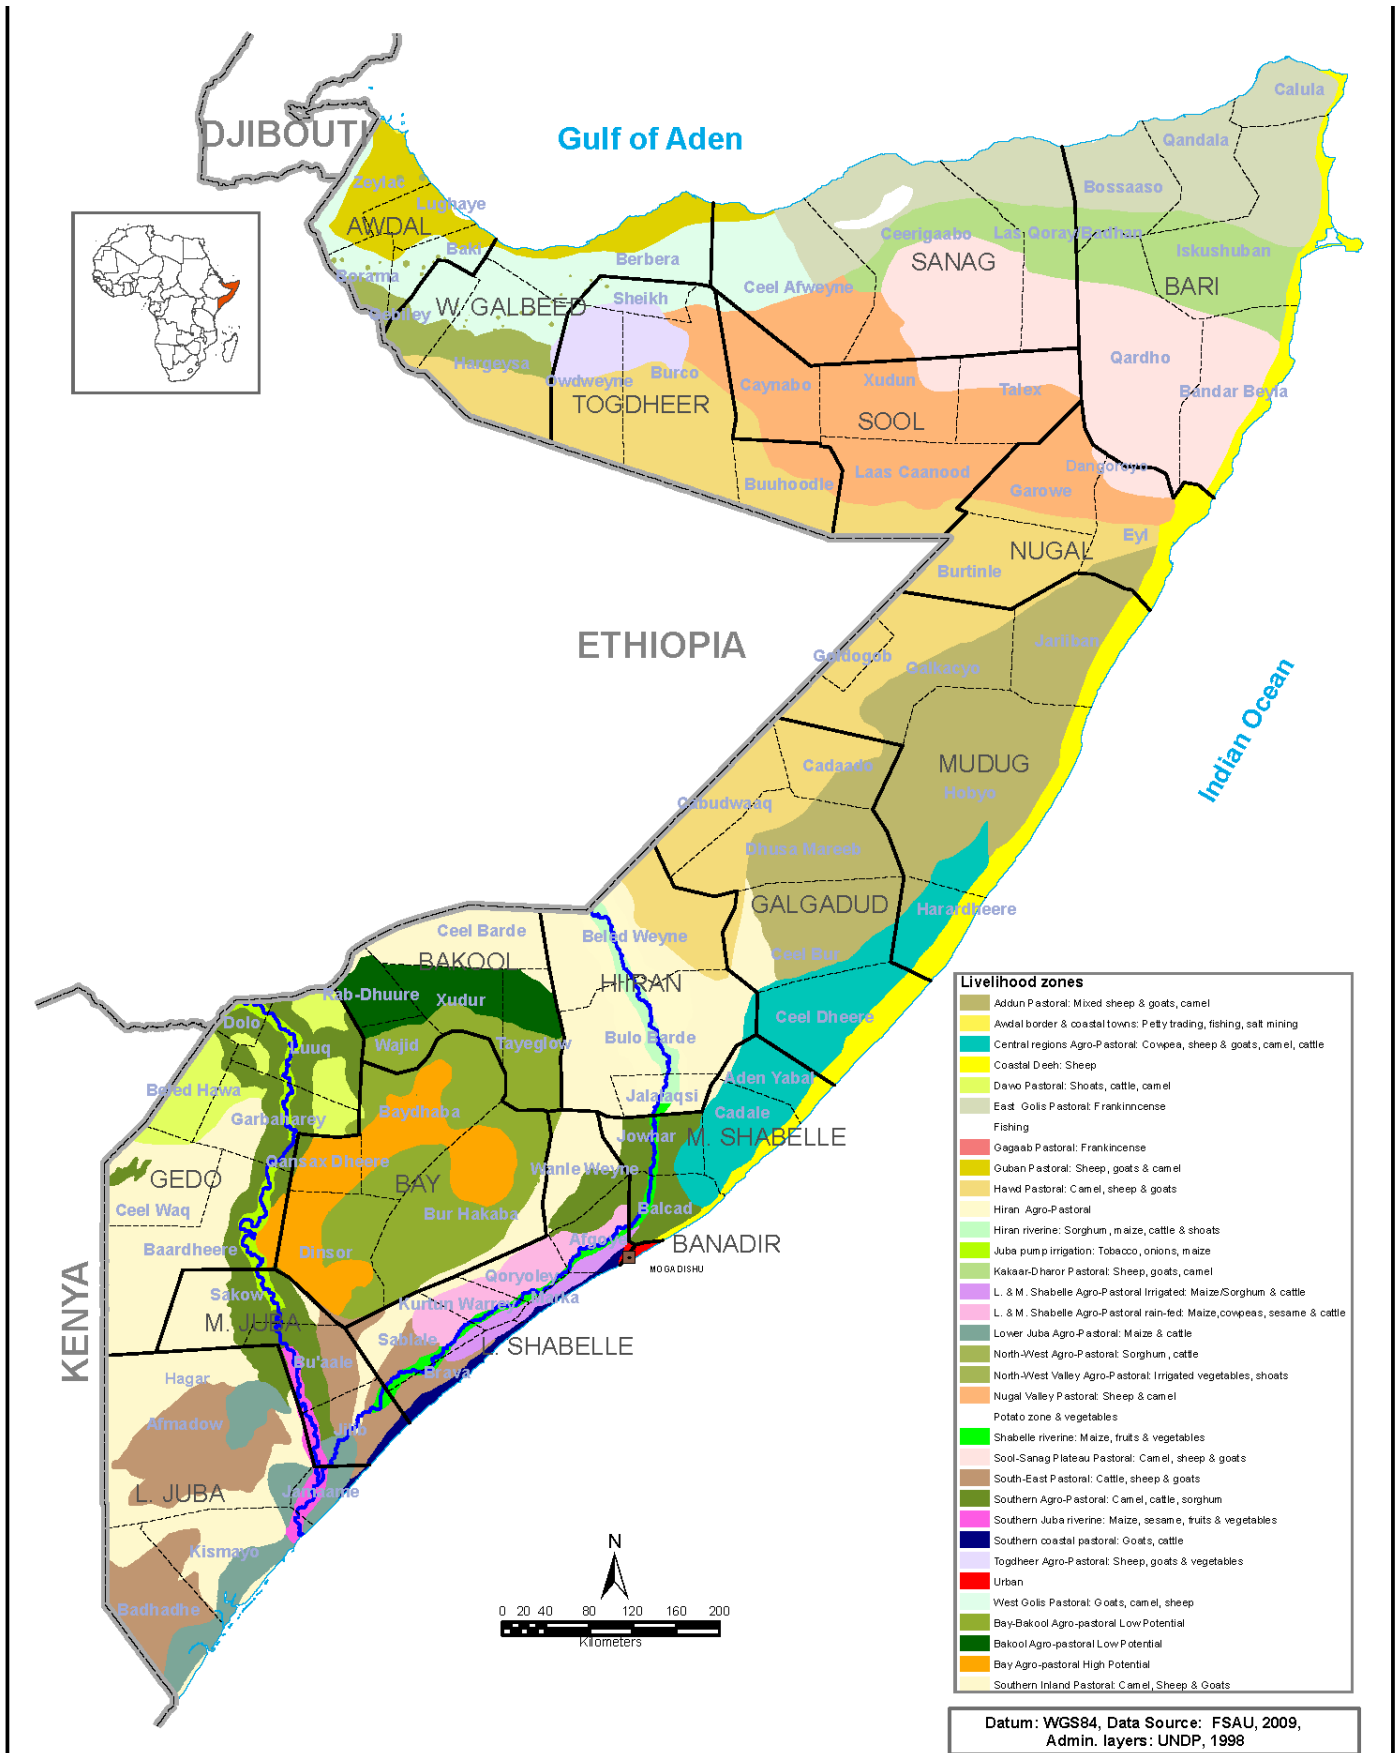 Calula
Gulf of Aden
DJIBOUTI
Qandala
Zeylac
Bossaaso
Lughaye
AWDAL
Ceerigaabo
Las Qoray/Badhan
Baki
Iskushuban
Berbera
SANAG
Borama
Ceel Afweyne
BARI
Sheikh
W. GALBEED
Gebiley
Hargeysa
Qardho
Owdweyne
Burco
Caynabo
Xudun
Talex
Bandar Beyla
TOGDHEER
SOOL
Dangoroyo
Laas Caanood
Buuhoodle
Garowe
Eyl
NUGAL
Burtinle
ETHIOPIA
Jariiban
Goldogob
Galkacyo
Indian Ocean
Cadaado
MUDUG
Hobyo
Cabudwaaq
Dhusa Mareeb
GALGADUD
Harardheere
Ceel Barde
Beled Weyne
Ceel Bur
BAKOOL
HIIRAN
Rab-Dhuure
Xudur
Ceel Dheere
Dolo
Luuq
Wajid
Tayeglow
Bulo Barde
Aden Yabal
Beled Hawa
Jalalaqsi
Baydhaba
Cadale
Garbaharey
Jowhar
M. SHABELLE
Qansax Dheere
Wanle Weyne
GEDO
BAY
Ceel Waq
Bur Hakaba
Balcad
Baardheere
Dinsor
Afgoye
BANADIR
MOGADISHU
Qoryoley
Sakow
Kurtun Warrey
Marka
M. JUBA
Sablale
L. SHABELLE
KENYA
Bu'aale
Brava
Hagar
Afmadow
Jilib
L. JUBA
Jamaame
Kismayo
Badhadhe
N
0 20 40 80 120 160 200
Kilometers
Livelihood zones
Addun Pastoral: Mixed sheep & goats, camel
Awdal border & coastal towns: Petty trading, fishing, salt mining
Central regions Agro-Pastoral: Cowpea, sheep & goats, camel, cattle
Coastal Deeh: Sheep
Dawo Pastoral: Shoats, cattle, camel
East Golis Pastoral: Frankinncense
Fishing
Gagaab Pastoral: Frankincense
Guban Pastoral: Sheep, goats & camel
Hawd Pastoral: Camel, sheep & goats
Hiran Agro-Pastoral
Hiran riverine: Sorghum, maize, cattle & shoats
Juba pump irrigation: Tobacco, onions, maize
Kakaar-Dharor Pastoral: Sheep, goats, camel
L. & M. Shabelle Agro-Pastoral Irrigated: Maize/Sorghum & cattle
L. & M. Shabelle Agro-Pastoral rain-fed: Maize,cowpeas, sesame & cattle
Lower Juba Agro-Pastoral: Maize & cattle
North-West Agro-Pastoral: Sorghum, cattle
North-West Valley Agro-Pastoral: Irrigated vegetables, shoats
Nugal Valley Pastoral: Sheep & camel
Potato zone & vegetables
Shabelle riverine: Maize, fruits & vegetables
Sool-Sanag Plateau Pastoral: Camel, sheep & goats
South-East Pastoral: Cattle, sheep & goats
Southern Agro-Pastoral: Camel, cattle, sorghum
Southern Juba riverine: Maize, sesame, fruits & vegetables
Southern coastal pastoral: Goats, cattle
Togdheer Agro-Pastoral: Sheep, goats & vegetables
Urban
West Golis Pastoral: Goats, camel, sheep
Bay-Bakool Agro-pastoral Low Potential
Bakool Agro-pastoral Low Potential
Bay Agro-pastoral High Potential
Southern Inland Pastoral: Camel, Sheep & Goats
Datum: WGS84, Data Source: FSAU, 2009,
Admin. layers: UNDP, 1998